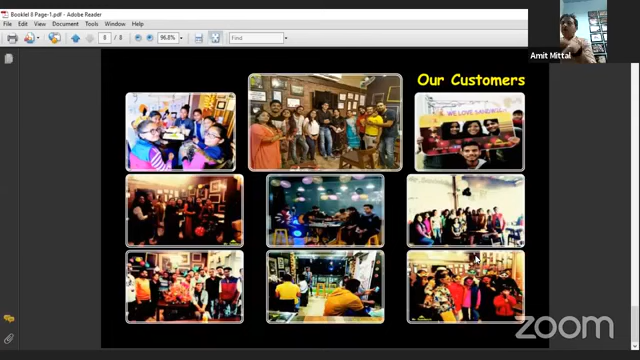 Booklel 8 Page-1.pdf - Adobe Reader
File Edit View Document Tools Window Help
8 / 8 96.8% Find
Amit Mittal
Our Customers
WE LOVE
zoom